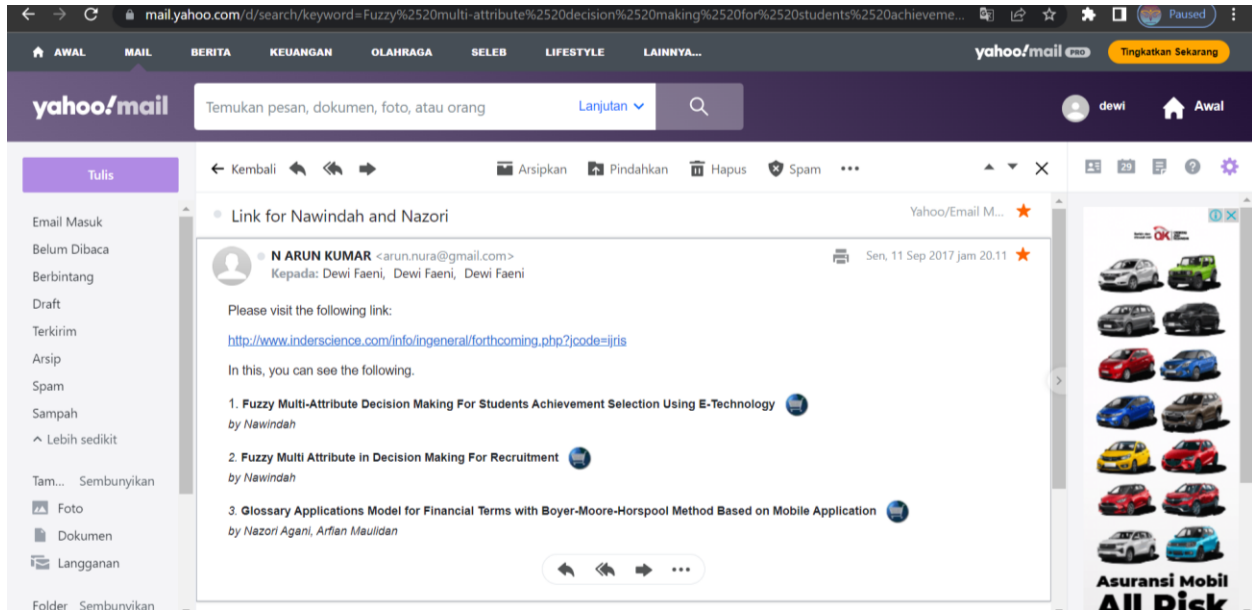 mail.yahoo.com/d/search/keyword=Fuzzy%2520multi-attribute%2520decision%2520making%2520for%2520students%2520achieveme...
Paused
AWAL MAIL BERITA KEUANGAN OLAHRAGA SELEB LIFESTYLE LAINNYA...
yahoo!mail PRO
Tingkatkan Sekarang
yahoo!mail
Temukan pesan, dokumen, foto, atau orang
Lanjutan
dewi
Awal
Tulis
Kembali
Arsipkan
Pindahkan
Hapus
Spam
29
Email Masuk
Belum Dibaca
Berbintang
Draft
Terkirim
Arsip
Spam
Sampah
Lebih sedikit
Tam... Sembunyikan
Foto
Dokumen
Langganan
Folder Sembunyikan
Link for Nawindah and Nazori
Yahoo/Email M...
N ARUN KUMAR <arun.nura@gmail.com>
Sen, 11 Sep 2017 jam 20.11
Kepada: Dewi Faeni, Dewi Faeni, Dewi Faeni
Please visit the following link:
http://www.inderscience.com/info/ingeneral/forthcoming.php?jcode=ijris
In this, you can see the following.
1. Fuzzy Multi-Attribute Decision Making For Students Achievement Selection Using E-Technology
by Nawindah
2. Fuzzy Multi Attribute in Decision Making For Recruitment
by Nawindah
3. Glossary Applications Model for Financial Terms with Boyer-Moore-Horspool Method Based on Mobile Application
by Nazori Agani, Arfian Maulidan
Asuransi Mobil
All Risk